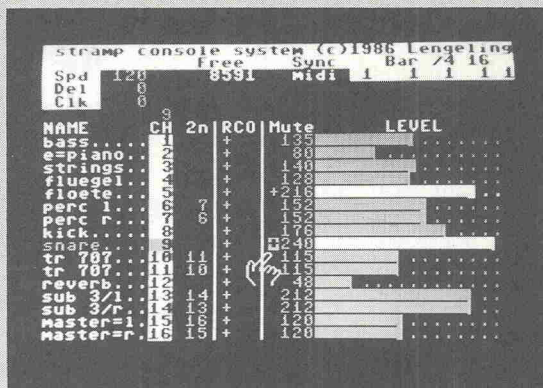 stramp console system (c)1986 Lengeling
Free Sync Bar /4 16
Spd 120 8591 Midi 1 1 1 1 1
Del 0
Clk 0
9
NAME CH 2n RCO Mute LEVEL
bass..... 1 + 135
e=piano.. 2 + 80
strings.. 3 + 140
fluegel.. 4 + 128
floete... 5 + +216
perc l... 6 7 + 152
perc r... 7 6 + 152
kick..... 8 + 176
snare.... 9 + +240
tr 707... 10 11 + 115
tr 707... 11 10 + 115
reverb... 12 + 48
sub 3/l.. 13 14 + 212
sub 3/r.. 14 13 + 212
master=l. 15 16 + 120
master=r. 16 15 + 120